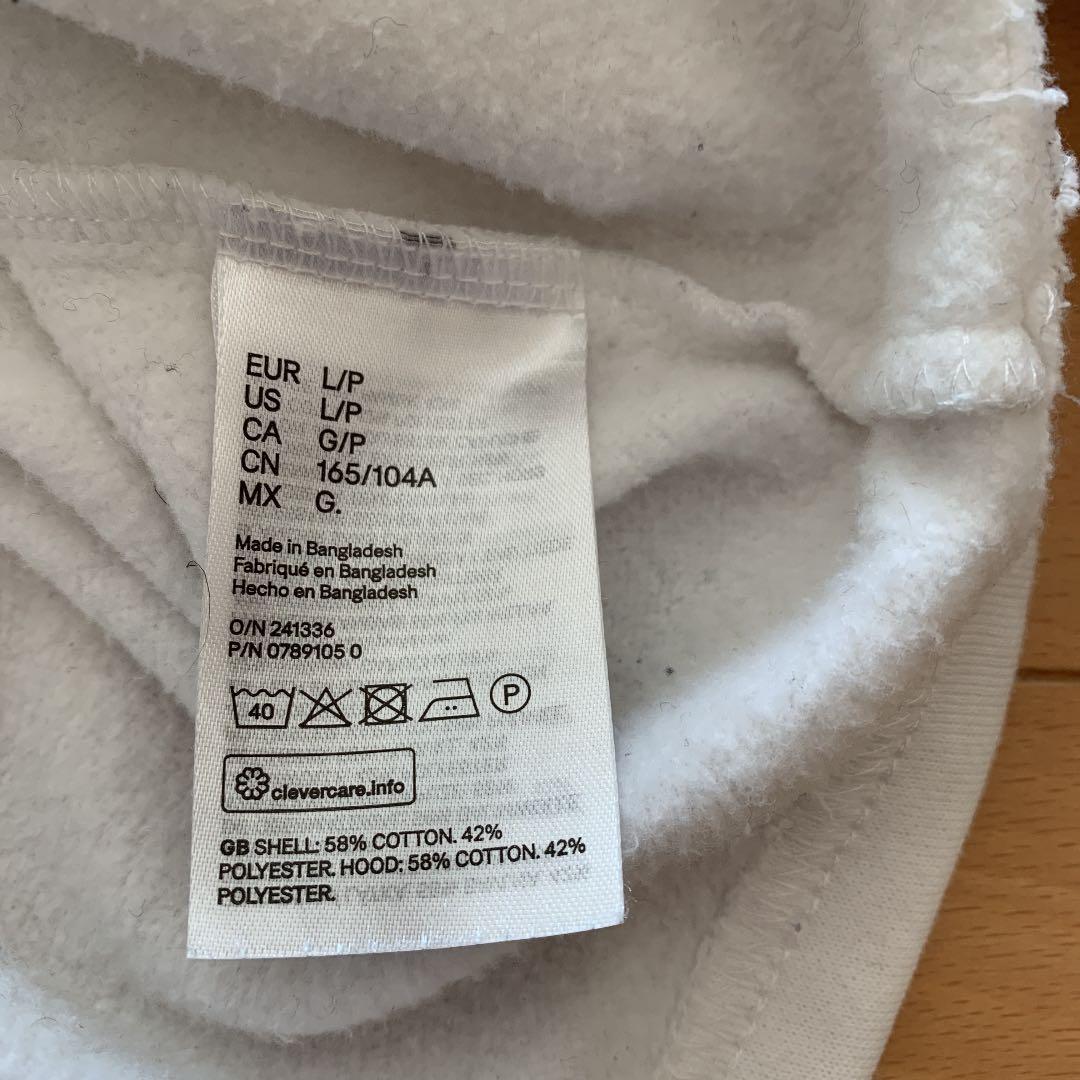 EUR L/P
US L/P
CA G/P
CN 165/104A
MX G.
Made in Bangladesh
Fabriqué en Bangladesh
Hecho en Bangladesh
O/N 241336
P/N 0789105 0
40 P
clevercare.info
GB SHELL: 58% COTTON. 42%
POLYESTER. HOOD: 58% COTTON. 42%
POLYESTER.